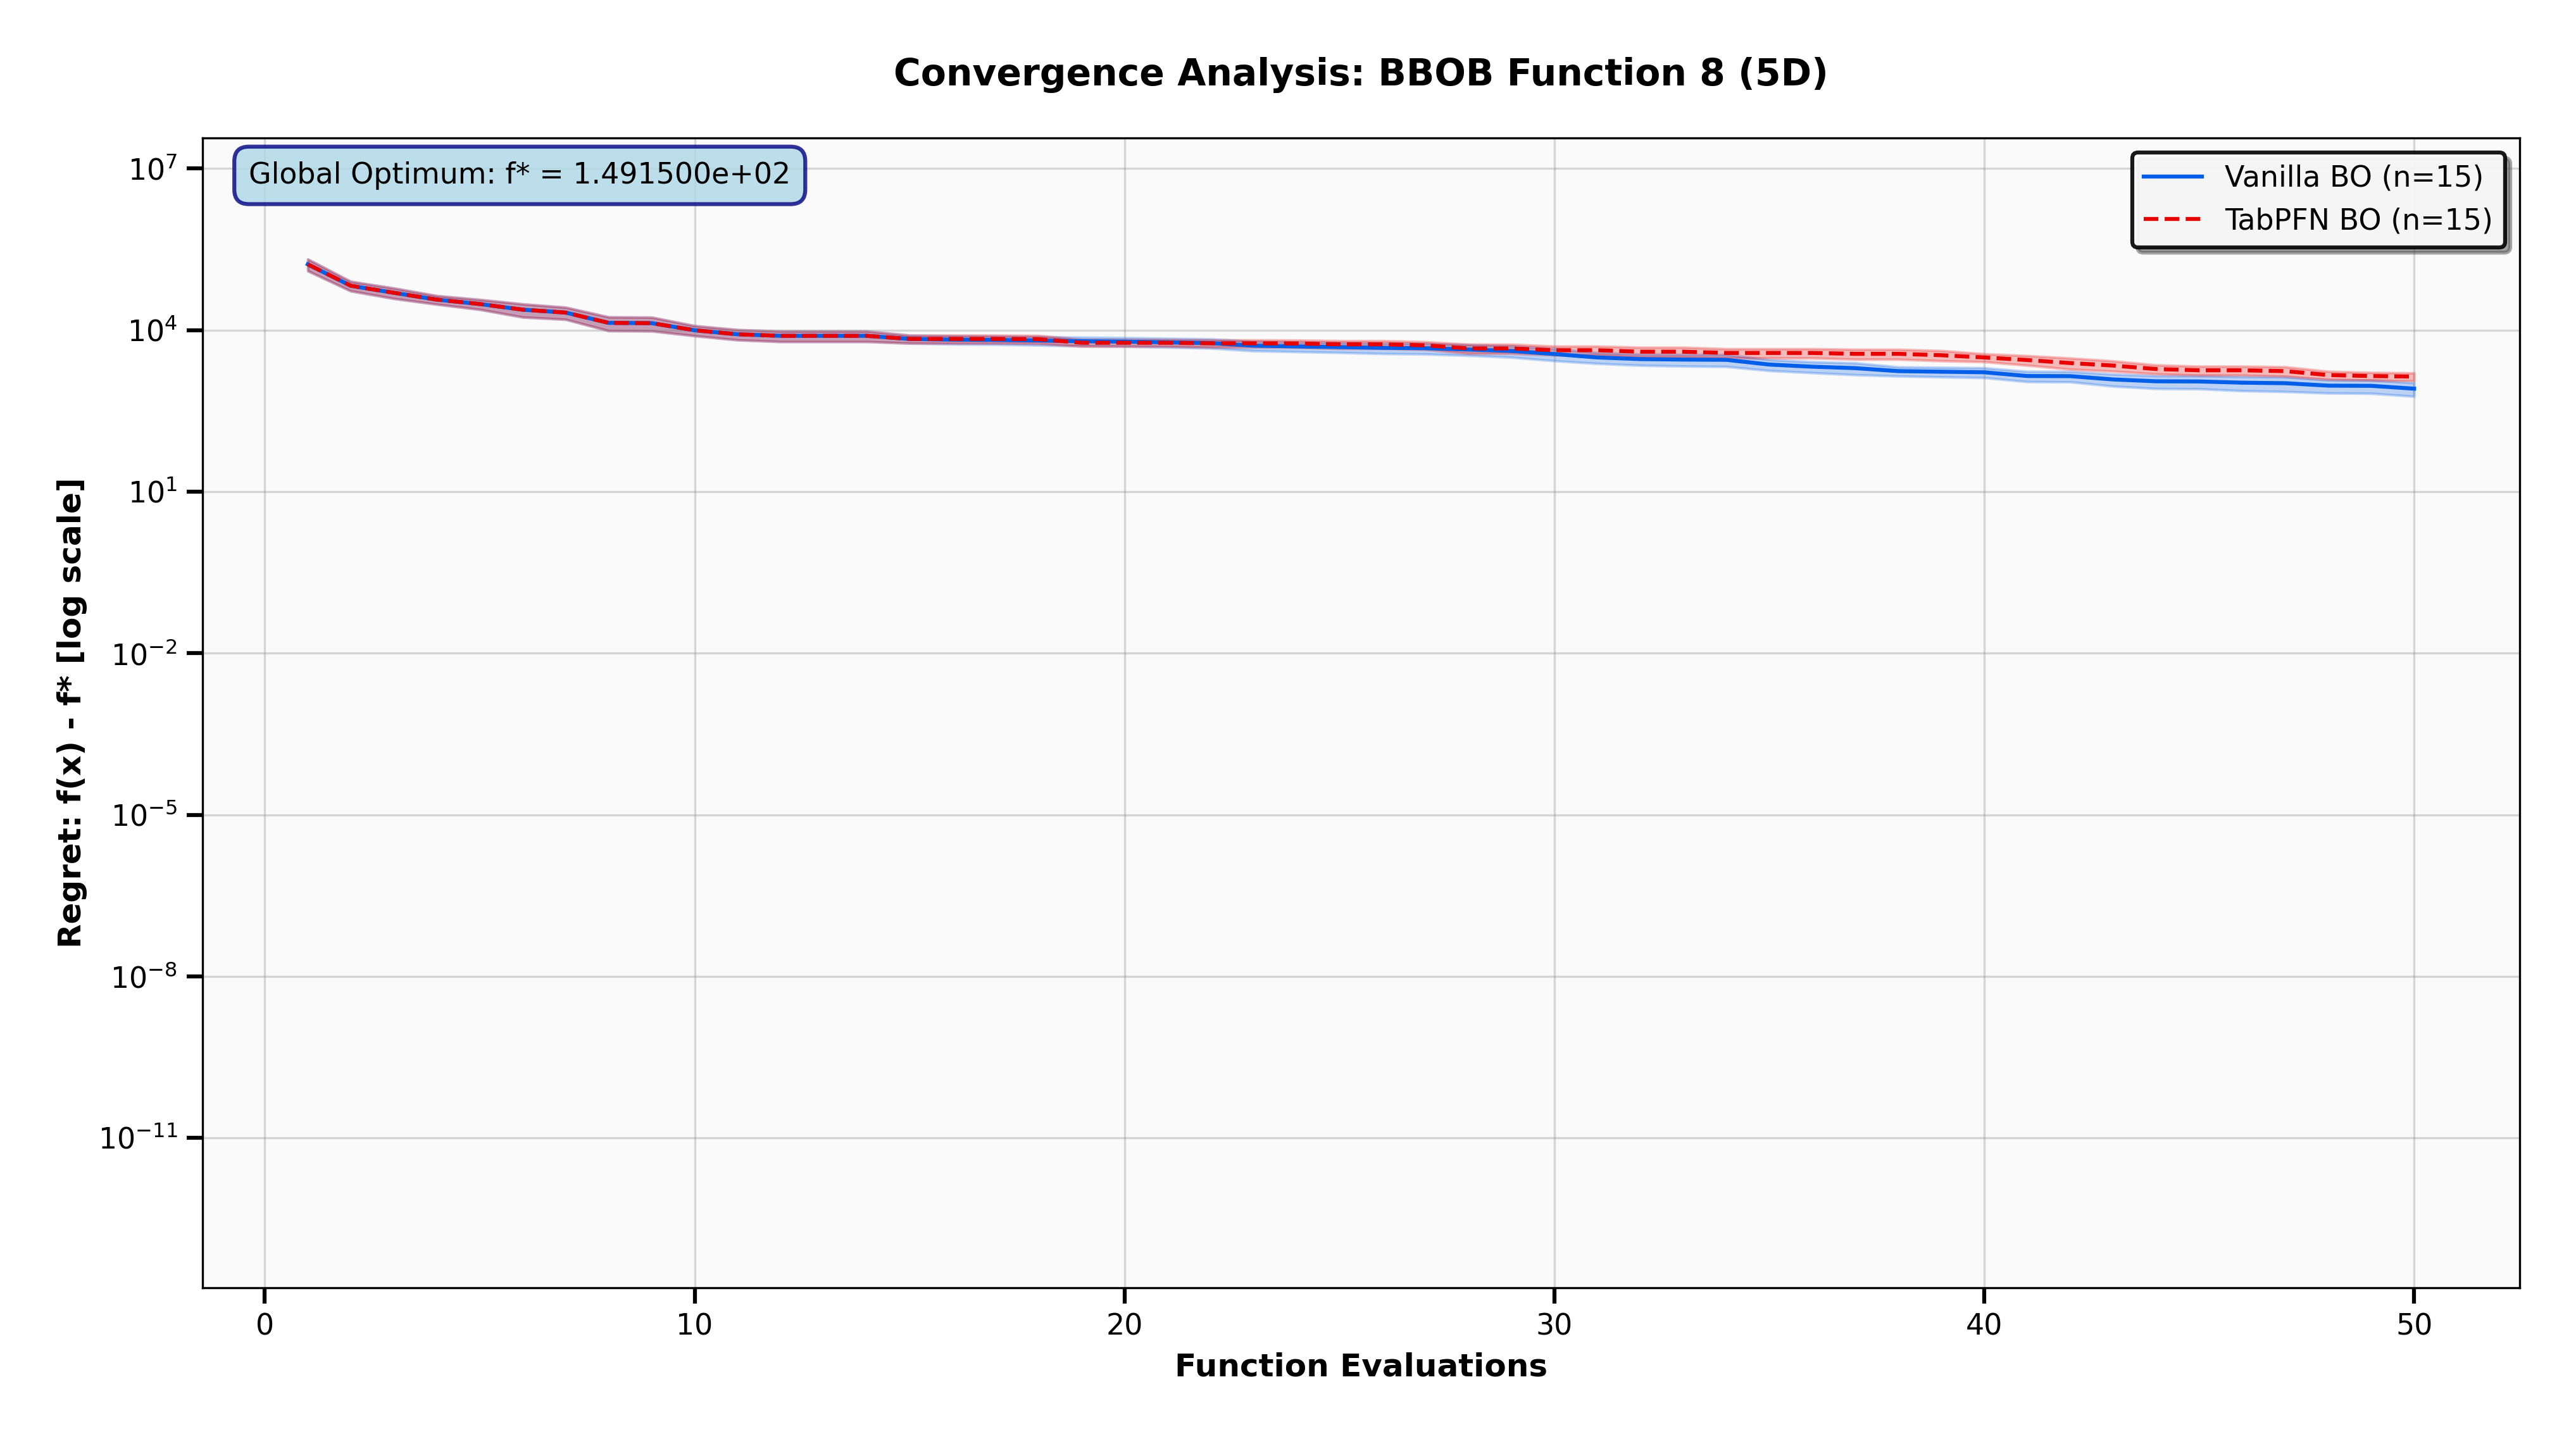 Convergence Analysis: BBOB Function 8 (5D)
Global Optimum: f* = 1.491500e+02
Vanilla BO (n=15)
TabPFN BO (n=15)
Regret: f(x) - f* [log scale]
10⁷
10⁴
10¹
10⁻²
10⁻⁵
10⁻⁸
10⁻¹¹
0 10 20 30 40 50
Function Evaluations